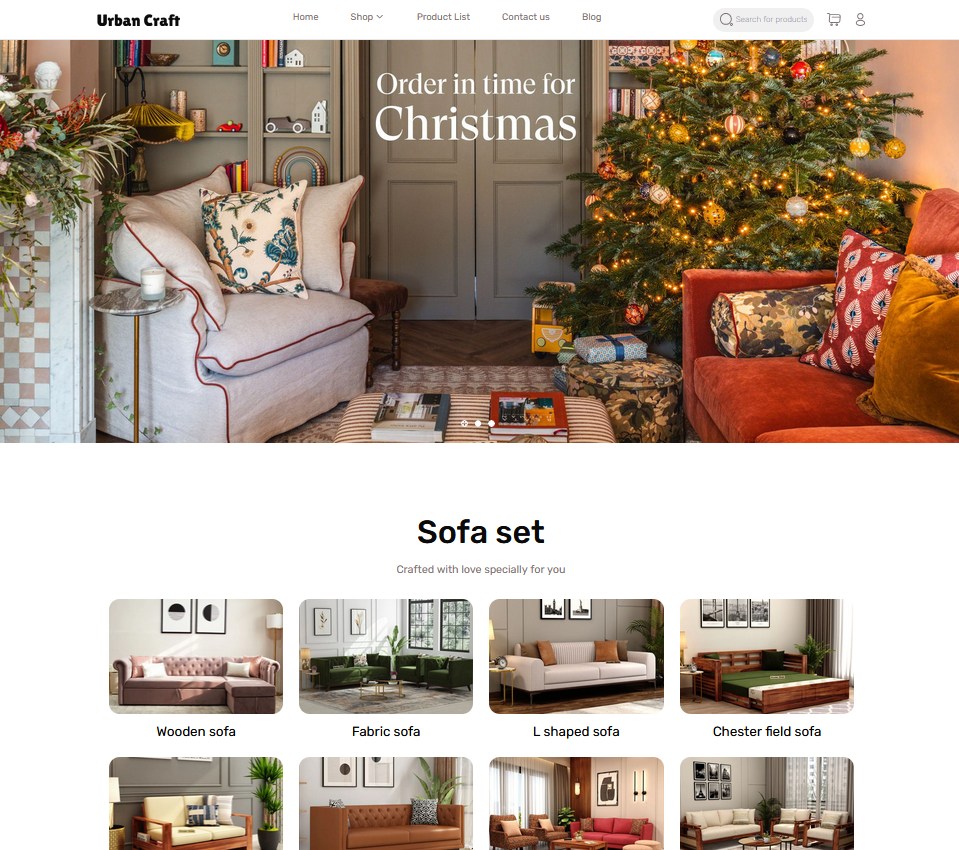 Urban Craft
Home
Shop
Product List
Contact us
Blog
Search for products
Order in time for
Christmas
Sofa set
Crafted with love specially for you
Wooden sofa
Fabric sofa
L shaped sofa
Chester field sofa